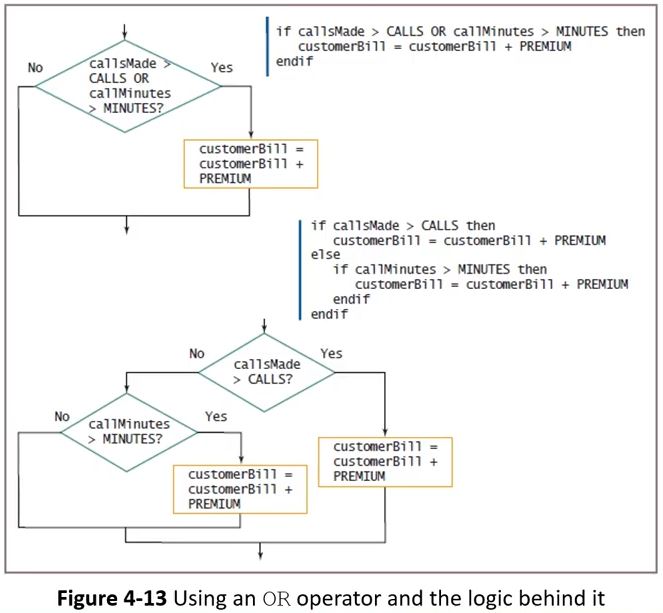 if callsMade > CALLS OR callMinutes > MINUTES then
customerBill = customerBill + PREMIUM
endif
No
callsMade >
CALLS OR
callMinutes
> MINUTES?
Yes
customerBill =
customerBill +
PREMIUM
if callsMade > CALLS then
customerBill = customerBill + PREMIUM
else
if callMinutes > MINUTES then
customerBill = customerBill + PREMIUM
endif
endif
No
callsMade
> CALLS?
Yes
No
callMinutes
> MINUTES?
Yes
customerBill =
customerBill +
PREMIUM
customerBill =
customerBill +
PREMIUM
Figure 4-13 Using an OR operator and the logic behind it